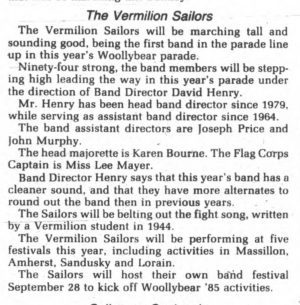 The Vermilion Sailors
The Vermilion Sailors will be marching tall and
sounding good, being the first band in the parade line
up in this year's Woollybear parade.
Ninety-four strong, the band members will be stepp-
ing high leading the way in this year's parade under
the direction of Band Director David Henry.
Mr. Henry has been head band director since 1979,
while serving as assistant band director since 1964.
The band assistant directors are Joseph Price and
John Murphy.
The head majorette is Karen Bourne. The Flag Corps
Captain is Miss Lee Mayer.
Band Director Henry says that this year's band has a
cleaner sound, and that they have more alternates to
round out the band then in previous years.
The Sailors will be belting out the fight song, written
by a Vermilion student in 1944.
The Vermilion Sailors will be performing at five
festivals this year, including activities in Massillon,
Amherst, Sandusky and Lorain.
The Sailors will host their own band festival
September 28 to kick off Woollybear '85 activities.